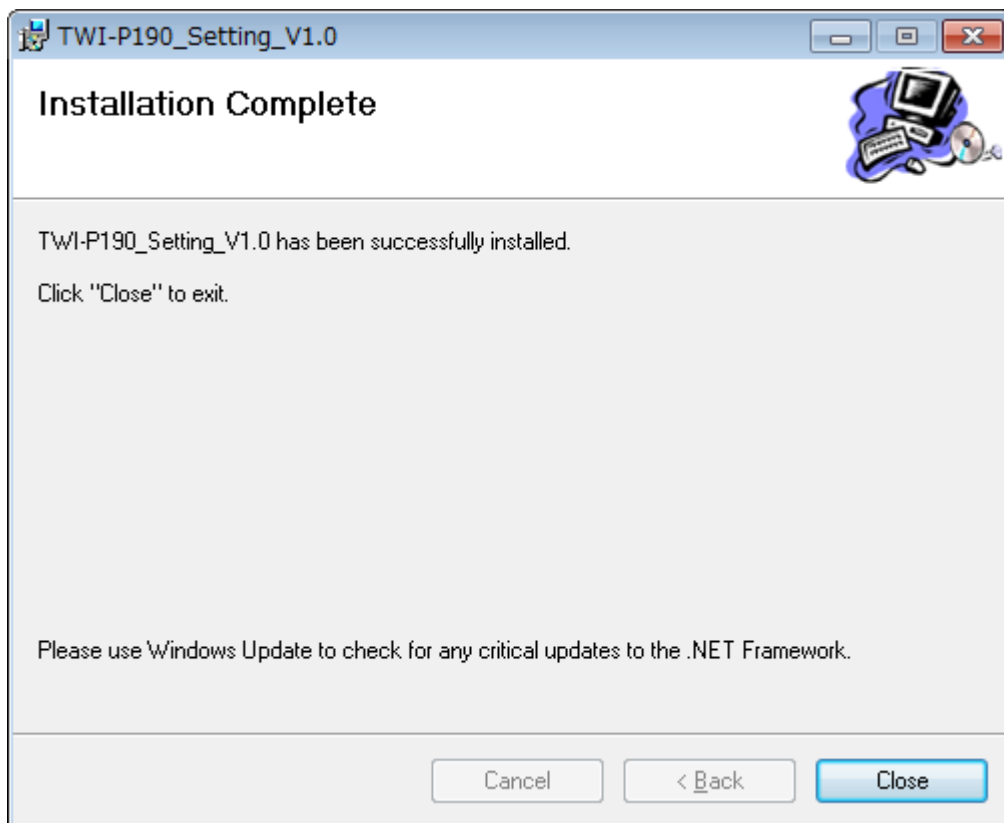 TWI-P190_Setting_V1.0
Installation Complete
TWI-P190_Setting_V1.0 has been successfully installed.
Click "Close" to exit.
Please use Windows Update to check for any critical updates to the .NET Framework.
Cancel
< Back
Close